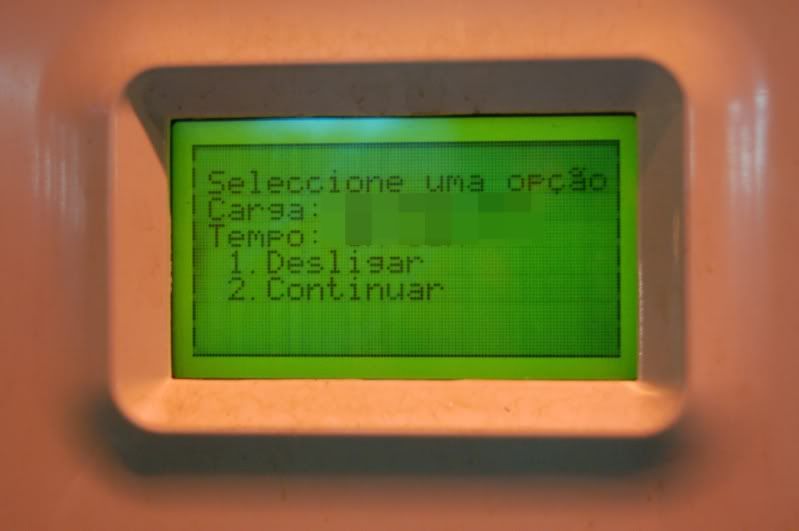 Seleccione uma opção
Carga:
Tempo:
1.Desligar
2.Continuar